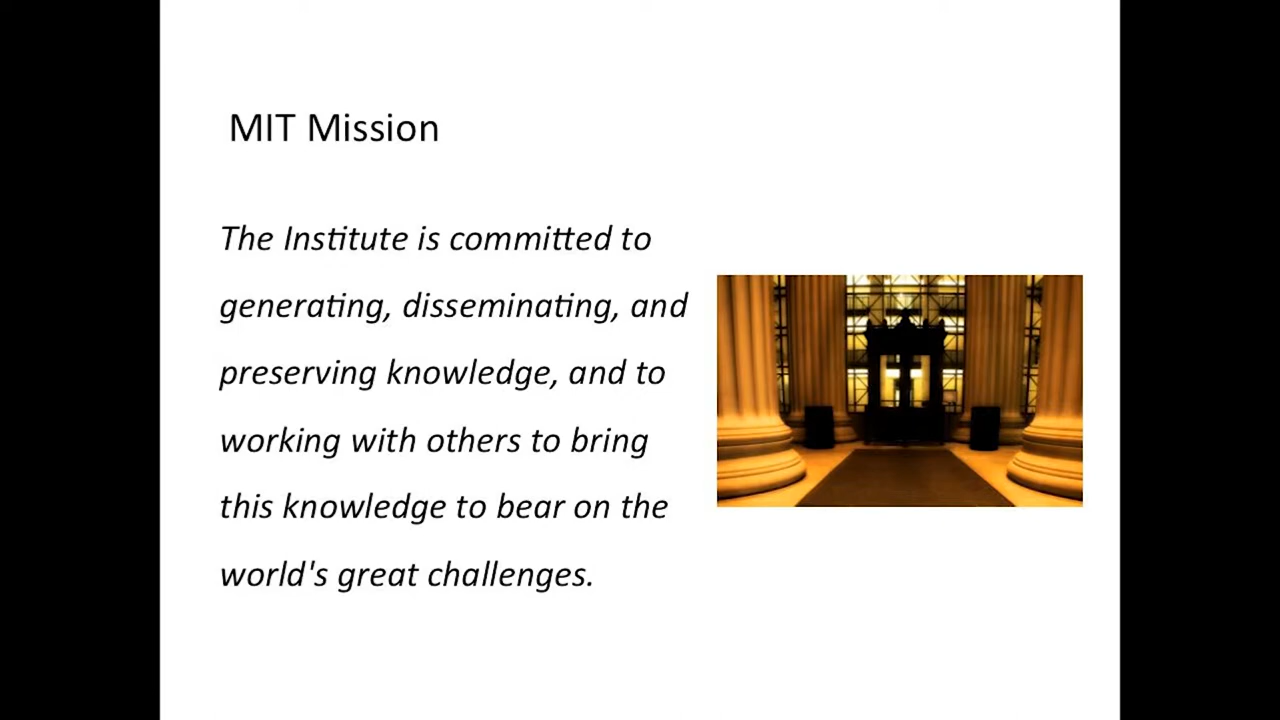 MIT Mission
The Institute is committed to
generating, disseminating, and
preserving knowledge, and to
working with others to bring
this knowledge to bear on the
world's great challenges.